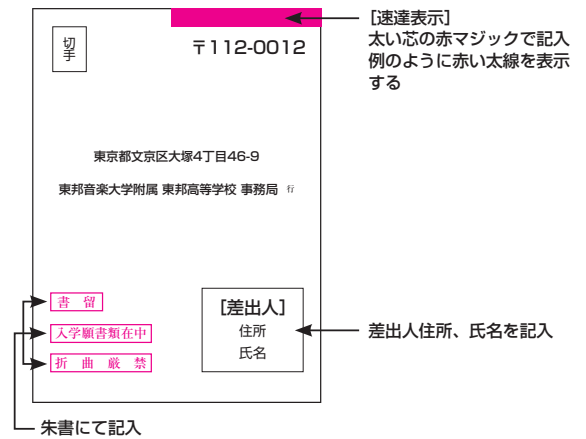 [速達表示]
太い芯の赤マジックで記入
例のように赤い太線を表示
する
切手
〒112-0012
東京都文京区大塚4丁目46-9
東邦音楽大学附属 東邦高等学校 事務局 行
書 留
入学願書類在中
折 曲 厳 禁
[差出人]
住所
氏名
差出人住所、氏名を記入
朱書にて記入